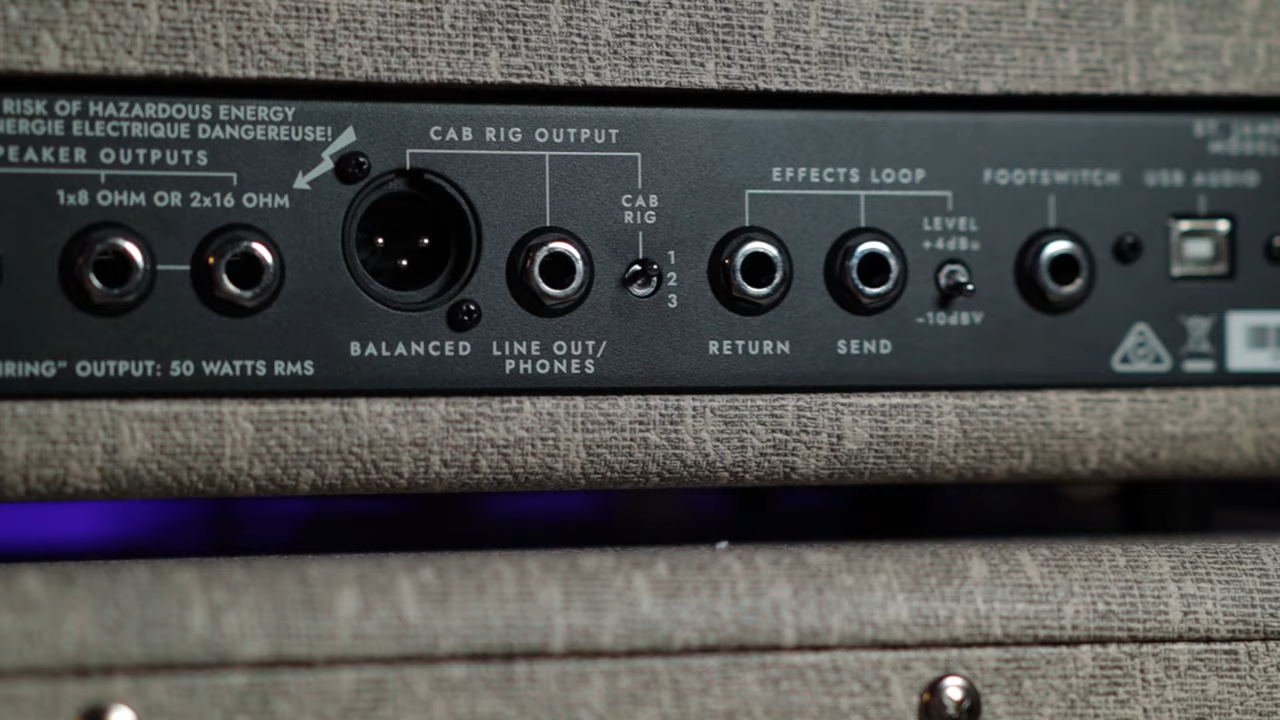 RISK OF HAZARDOUS ENERGY
NERGIE ELECTRIQUE DANGEREUSE!
PEAKER OUTPUTS
1x8 OHM OR 2x16 OHM
IRING" OUTPUT: 50 WATTS RMS
CAB RIG OUTPUT
CAB
RIG
1
2
3
BALANCED
LINE OUT/
PHONES
EFFECTS LOOP
LEVEL
+4dBu
-10dBV
RETURN
SEND
FOOTSWITCH
USB AUDIO